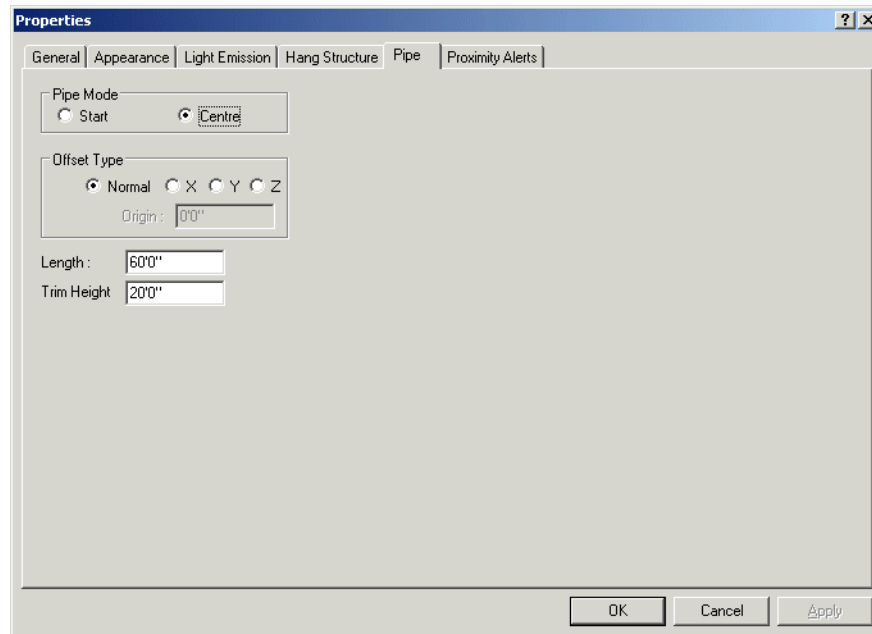 Properties
General Appearance Light Emission Hang Structure Pipe Proximity Alerts
Pipe Mode
Start Centre
Offset Type
Normal X Y Z
Origin : 0'0"
Length : 60'0"
Trim Height 20'0"
OK Cancel Apply